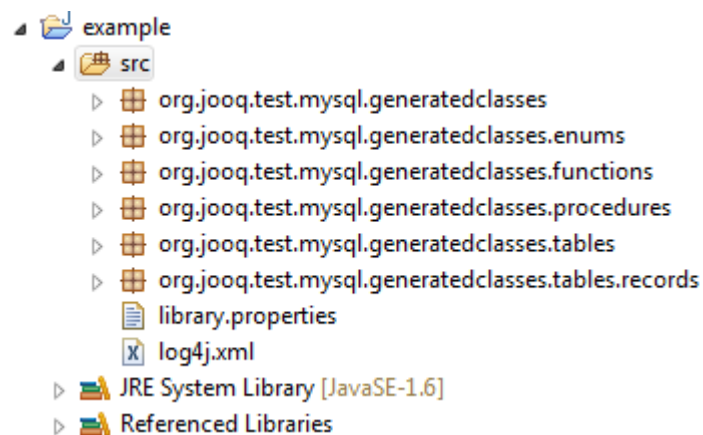 example
src
org.jooq.test.mysql.generatedclasses
org.jooq.test.mysql.generatedclasses.enums
org.jooq.test.mysql.generatedclasses.functions
org.jooq.test.mysql.generatedclasses.procedures
org.jooq.test.mysql.generatedclasses.tables
org.jooq.test.mysql.generatedclasses.tables.records
library.properties
log4j.xml
JRE System Library [JavaSE-1.6]
Referenced Libraries